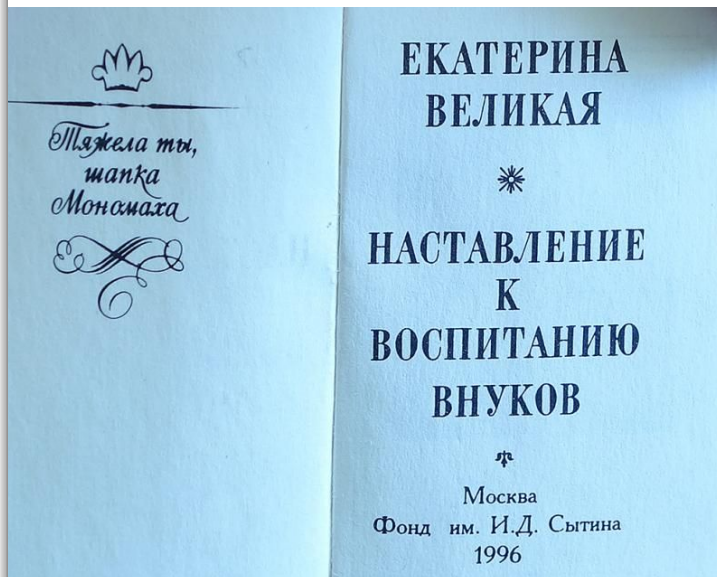 Тяжела ты,
шапка
Мономаха
ЕКАТЕРИНА
ВЕЛИКАЯ
НАСТАВЛЕНИЕ
К
ВОСПИТАНИЮ
ВНУКОВ
Москва
Фонд им. И.Д. Сытина
1996